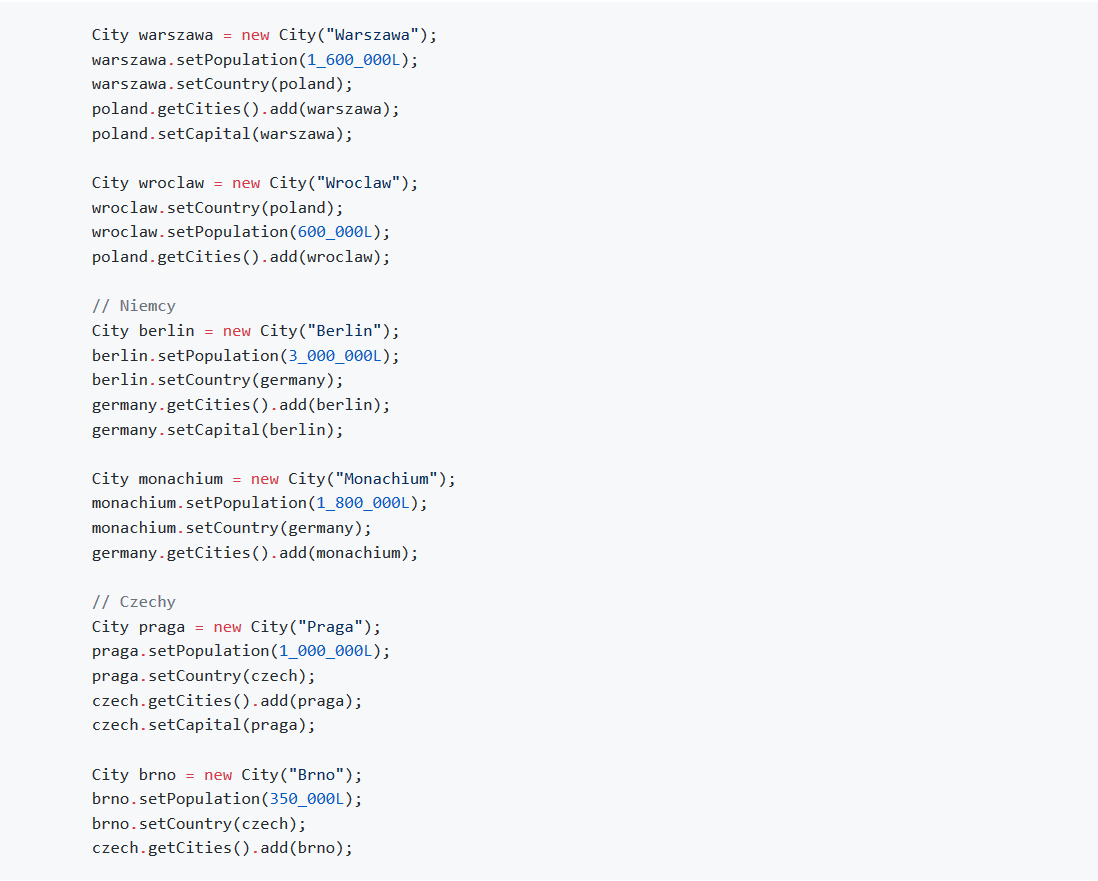 City warszawa = new City("Warszawa");
warszawa.setPopulation(1_600_000L);
warszawa.setCountry(poland);
poland.getCities().add(warszawa);
poland.setCapital(warszawa);
City wroclaw = new City("Wroclaw");
wroclaw.setCountry(poland);
wroclaw.setPopulation(600_000L);
poland.getCities().add(wroclaw);
// Niemcy
City berlin = new City("Berlin");
berlin.setPopulation(3_000_000L);
berlin.setCountry(germany);
germany.getCities().add(berlin);
germany.setCapital(berlin);
City monachium = new City("Monachium");
monachium.setPopulation(1_800_000L);
monachium.setCountry(germany);
germany.getCities().add(monachium);
// Czechy
City praga = new City("Praga");
praga.setPopulation(1_000_000L);
praga.setCountry(czech);
czech.getCities().add(praga);
czech.setCapital(praga);
City brno = new City("Brno");
brno.setPopulation(350_000L);
brno.setCountry(czech);
czech.getCities().add(brno);